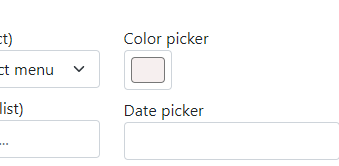 ct)
Color picker
ct menu
list)
Date picker
...